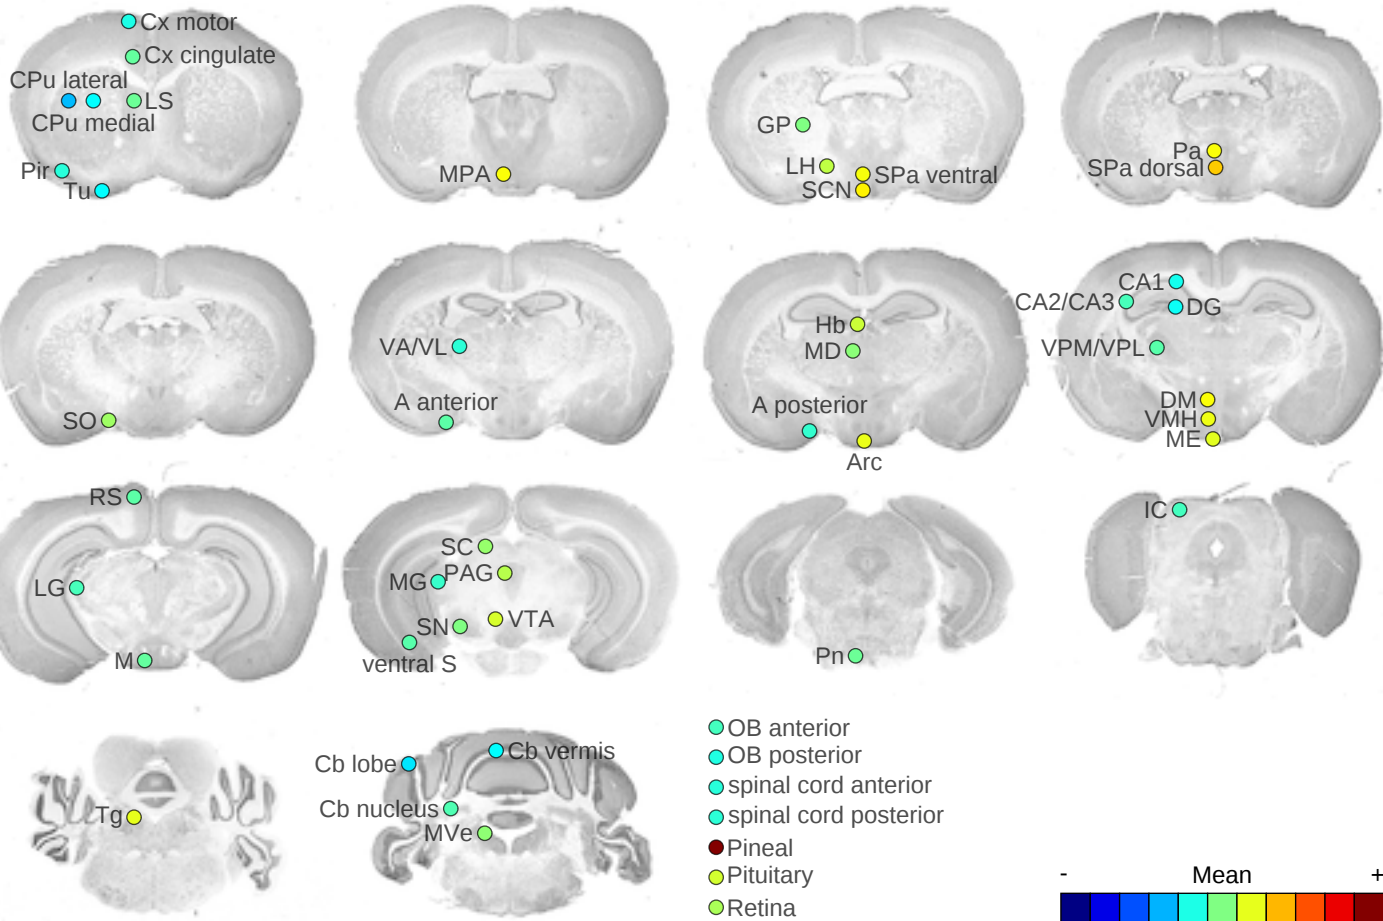 Cx motor
Cx cingulate
CPu lateral
LS
CPu medial
Pir
Tu
MPA
GP
LH
SPa ventral
SCN
Pa
SPa dorsal
SO
VA/VL
A anterior
Hb
MD
A posterior
Arc
CA1
CA2/CA3
DG
VPM/VPL
DM
VMH
ME
RS
LG
M
SC
PAG
MG
VTA
SN
ventral S
Pn
IC
Tg
Cb vermis
Cb lobe
Cb nucleus
MVe
OB anterior
OB posterior
spinal cord anterior
spinal cord posterior
Pineal
Pituitary
Retina
- Mean +